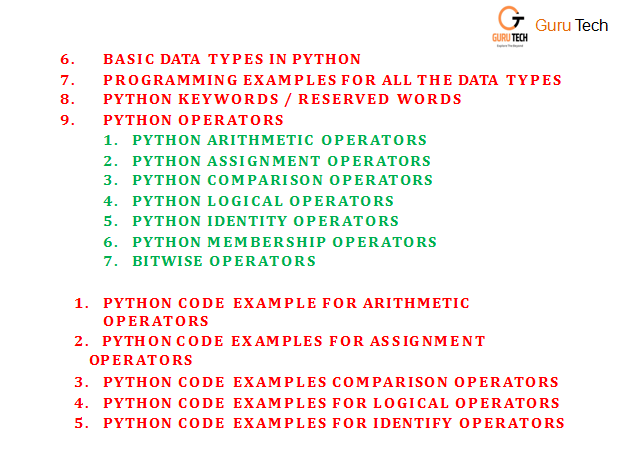 GURU TECH
Explore The Beyond
Guru Tech
6. BASIC DATA TYPES IN PYTHON
7. PROGRAMMING EXAMPLES FOR ALL THE DATA TYPES
8. PYTHON KEYWORDS / RESERVED WORDS
9. PYTHON OPERATORS
1. PYTHON ARITHMETIC OPERATORS
2. PYTHON ASSIGNMENT OPERATORS
3. PYTHON COMPARISON OPERATORS
4. PYTHON LOGICAL OPERATORS
5. PYTHON IDENTITY OPERATORS
6. PYTHON MEMBERSHIP OPERATORS
7. BITWISE OPERATORS
1. PYTHON CODE EXAMPLE FOR ARITHMETIC
OPERATORS
2. PYTHON CODE EXAMPLES FOR ASSIGNMENT
OPERATORS
3. PYTHON CODE EXAMPLES COMPARISON OPERATORS
4. PYTHON CODE EXAMPLES FOR LOGICAL OPERATORS
5. PYTHON CODE EXAMPLES FOR IDENTIFY OPERATORS